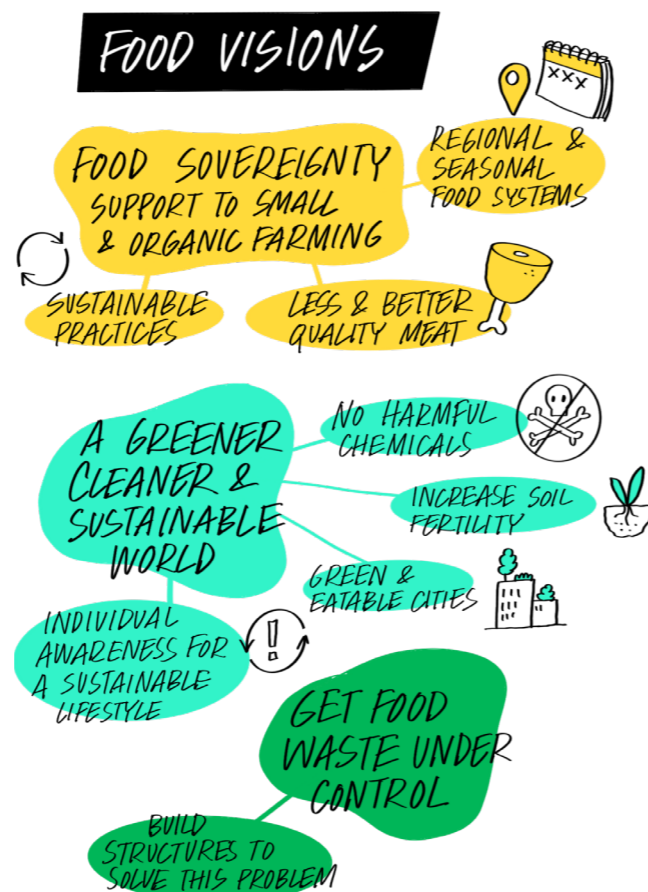 FOOD VISIONS
FOOD SOVEREIGNTY
SUPPORT TO SMALL
& ORGANIC FARMING
REGIONAL &
SEASONAL
FOOD SYSTEMS
XXX
SUSTAINABLE
PRACTICES
LESS & BETTER
QUALITY MEAT
A GREENER
CLEANER &
SUSTAINABLE
WORLD
NO HARMFUL
CHEMICALS
INCREASE SOIL
FERTILITY
GREEN &
EATABLE CITIES
INDIVIDUAL
AWARENESS FOR
A SUSTAINABLE
LIFESTYLE
!
GET FOOD
WASTE UNDER
CONTROL
BUILD
STRUCTURES TO
SOLVE THIS PROBLEM